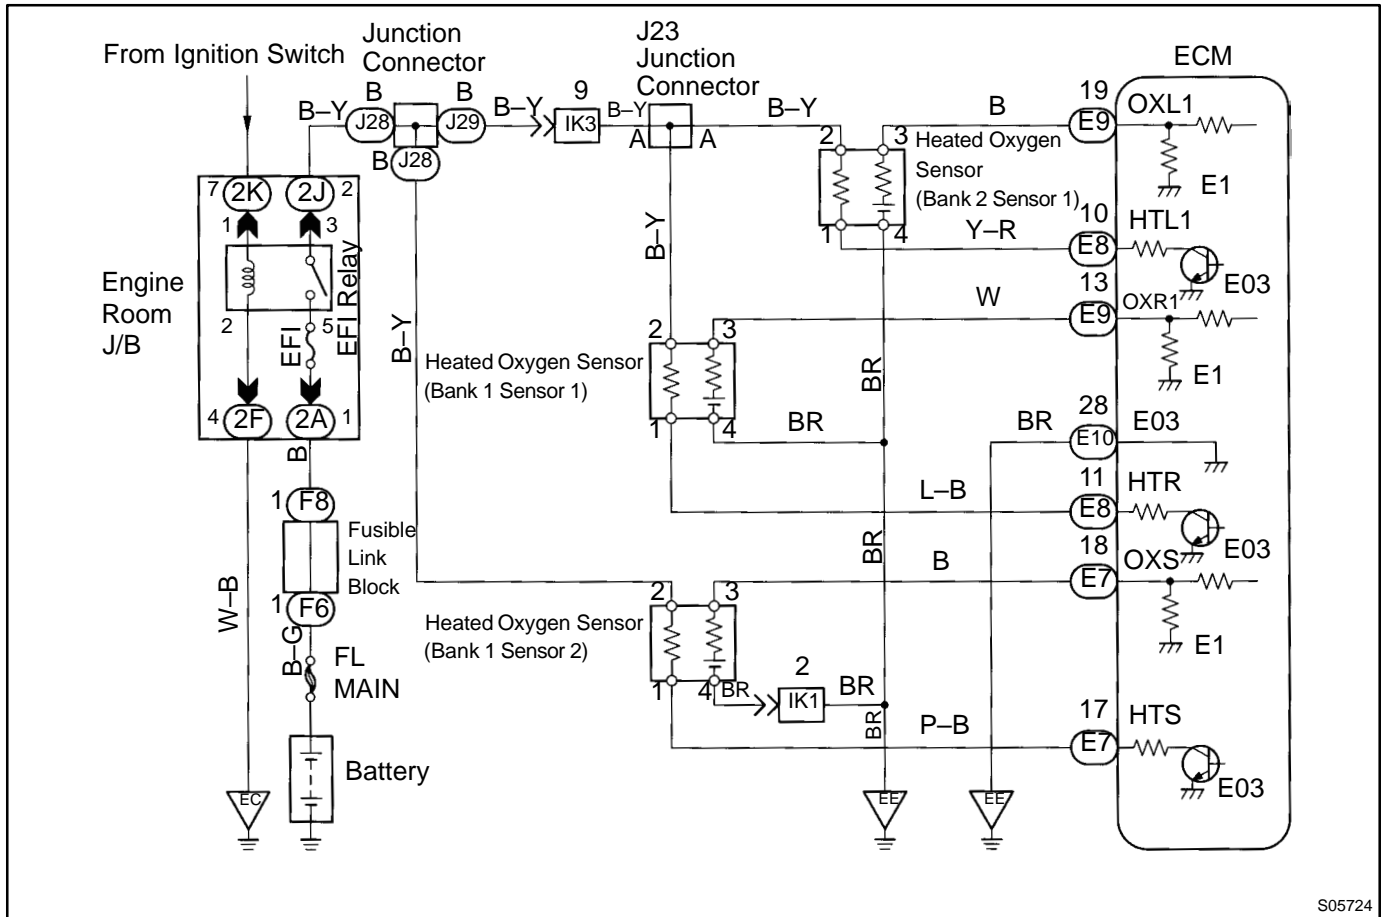 From Ignition Switch
Junction
Connector
J23
Junction
Connector
ECM
B–Y
B
J28
B
J29
B–Y
9
IK3
B–Y
A
A
B–Y
B
J28
2
3
B
19
E9
OXL1
E1
Heated Oxygen
Sensor
(Bank 2 Sensor 1)
1
4
Y–R
10
E8
HTL1
E03
7
2K
2J
2
1
3
Engine
Room
J/B
EFI Relay
2
5
EFI
4
2F
2A
1
B–Y
B–Y
W
13
E9
OXR1
E1
2
3
Heated Oxygen Sensor
(Bank 1 Sensor 1)
1
4
BR
BR
BR
28
E10
E03
B
1
F8
Fusible
Link
Block
1
F6
L–B
11
E8
HTR
E03
BR
B
18
E7
OXS
E1
2
3
Heated Oxygen Sensor
(Bank 1 Sensor 2)
1
4
BR
2
IK1
BR
BR
P–B
17
E7
HTS
E03
W–B
B–G
FL
MAIN
Battery
EC
EE
EE
S05724